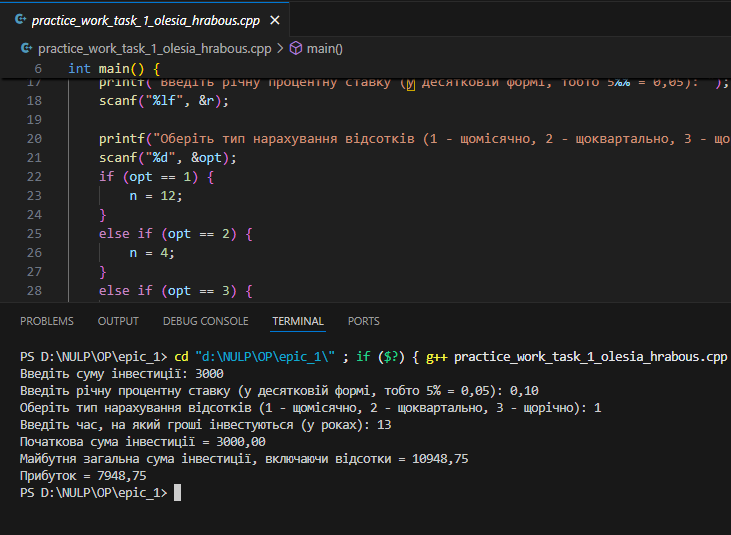 practice_work_task_1_olesia_hrabous.cpp ×
practice_work_task_1_olesia_hrabous.cpp > main()
6 int main() {
17 printf("Введіть річну процентну ставку (у десятковій формі, тобто 5%% = 0,05): ");
18 scanf("%lf", &r);
19
20 printf("Оберіть тип нарахування відсотків (1 - щомісячно, 2 - щоквартально, 3 - що
21 scanf("%d", &opt);
22 if (opt == 1) {
23 n = 12;
24 }
25 else if (opt == 2) {
26 n = 4;
27 }
28 else if (opt == 3) {
PROBLEMS OUTPUT DEBUG CONSOLE TERMINAL PORTS
PS D:\NULP\OP\epic_1> cd "d:\NULP\OP\epic_1\" ; if ($?) { g++ practice_work_task_1_olesia_hrabous.cpp
Введіть суму інвестиції: 3000
Введіть річну процентну ставку (у десятковій формі, тобто 5% = 0,05): 0,10
Оберіть тип нарахування відсотків (1 - щомісячно, 2 - щоквартально, 3 - щорічно): 1
Введіть час, на який гроші інвестуються (у роках): 13
Початкова сума інвестиції = 3000,00
Майбутня загальна сума інвестиції, включаючи відсотки = 10948,75
Прибуток = 7948,75
PS D:\NULP\OP\epic_1>